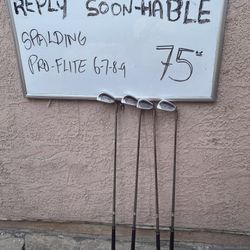 REPLY SOON-HABLE
SPALDING
PRO-FLITE 6-7-8-9
75